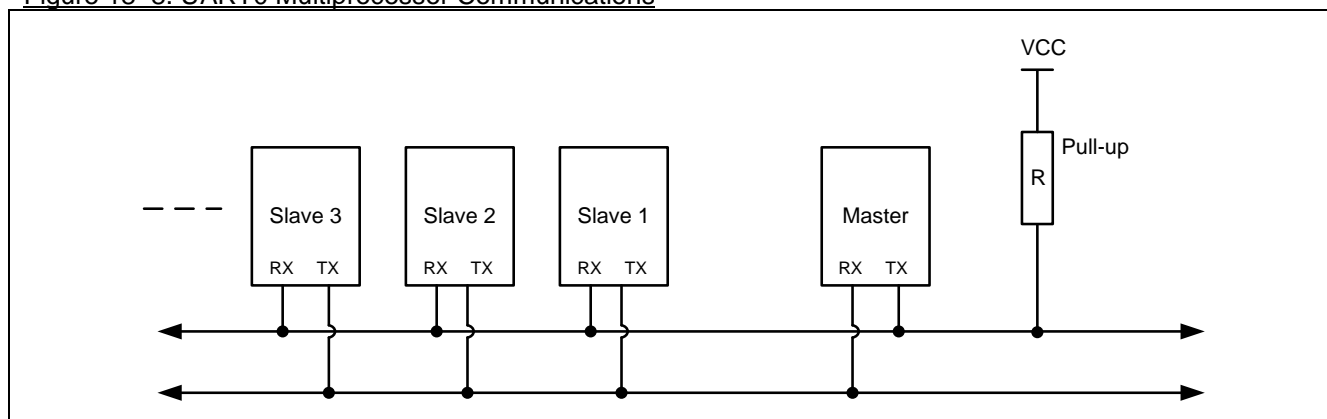 VCC
Pull-up
R
Slave 3
Slave 2
Slave 1
Master
RX TX
RX TX
RX TX
RX TX